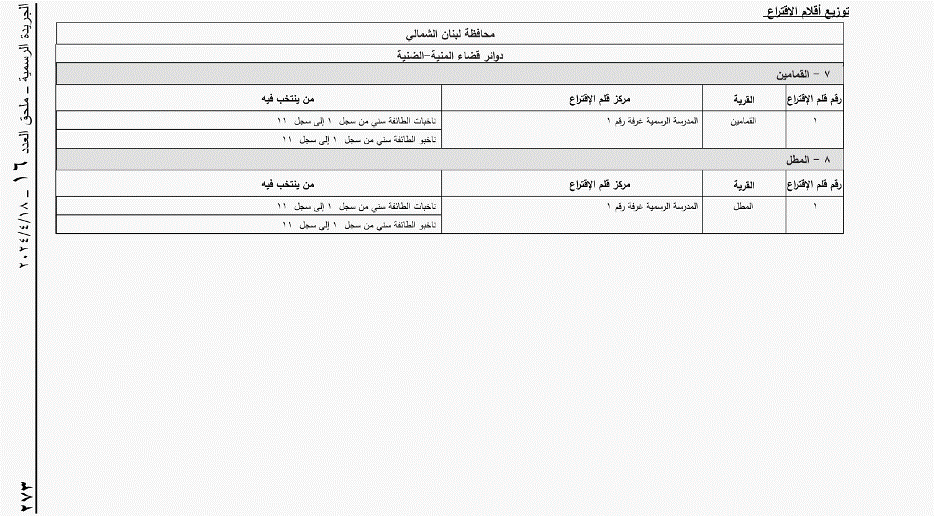 توزيع أقلام الاقتراع
محافظة لبنان الشمالي
دوائر قضاء المنية-الضنية
٧ - القمامين
رقم قلم الإقتراع القرية مركز قلم الإقتراع من ينتخب فيه
١ القمامين المدرسة الرسمية غرفة رقم ١ ناخبات الطائفة سني من سجل ١ إلى سجل ١١
ناخبو الطائفة سني من سجل ١ إلى سجل ١١
٨ - المطل
رقم قلم الإقتراع القرية مركز قلم الإقتراع من ينتخب فيه
١ المطل المدرسة الرسمية غرفة رقم ١ ناخبات الطائفة سني من سجل ١ إلى سجل ١١
ناخبو الطائفة سني من سجل ١ إلى سجل ١١
الجريدة الرسمية - ملحق العدد ١٦ - ٢٠٢٤/٤/١٨
٢٧٣